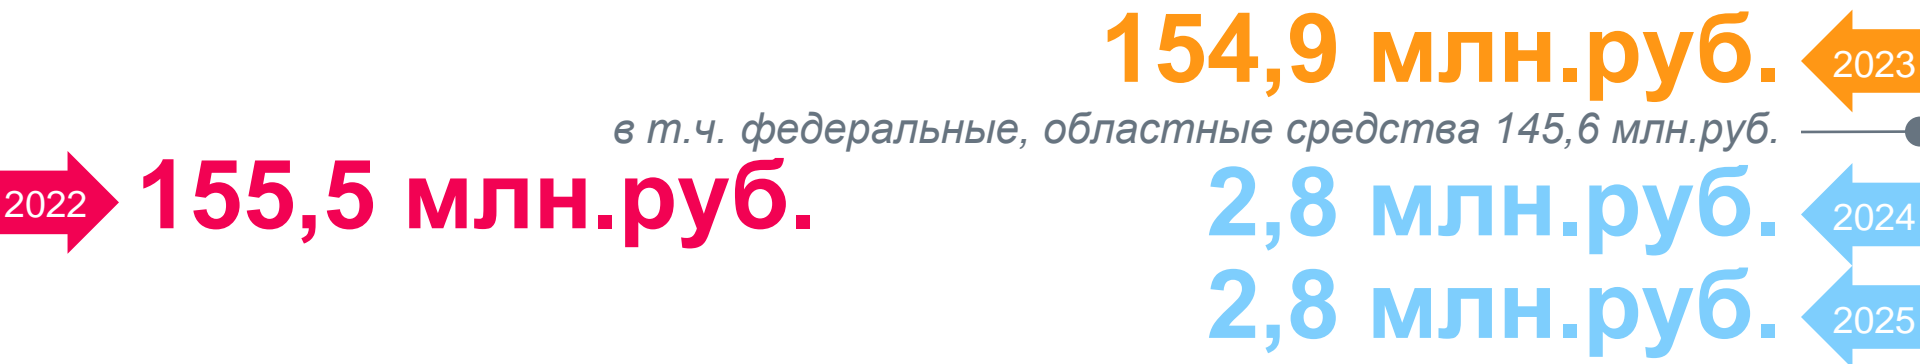 154,9 млн.руб. 2023
в т.ч. федеральные, областные средства 145,6 млн.руб.
2022 155,5 млн.руб.
2,8 млн.руб. 2024
2,8 млн.руб. 2025